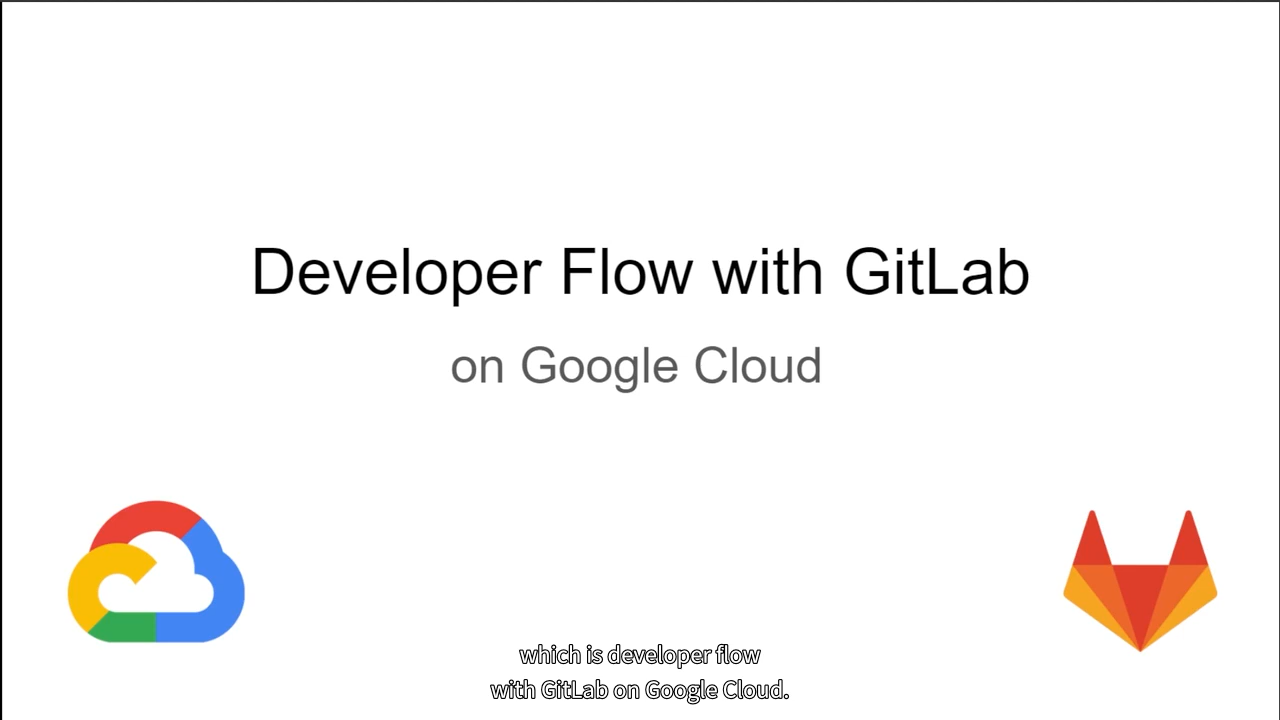 Developer Flow with GitLab
on Google Cloud
which is developer flow
with GitLab on Google Cloud.